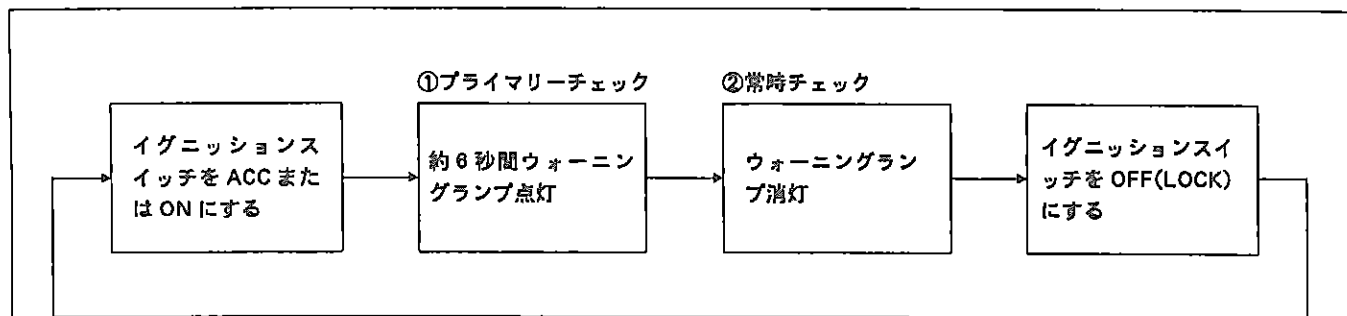 ①プライマリーチェック
②常時チェック
イグニッションス
イッチを ACC また
は ON にする
約 6 秒間ウォーニン
グランプ点灯
ウォーニングラン
プ消灯
イグニッションスイ
ッチを OFF(LOCK)
にする